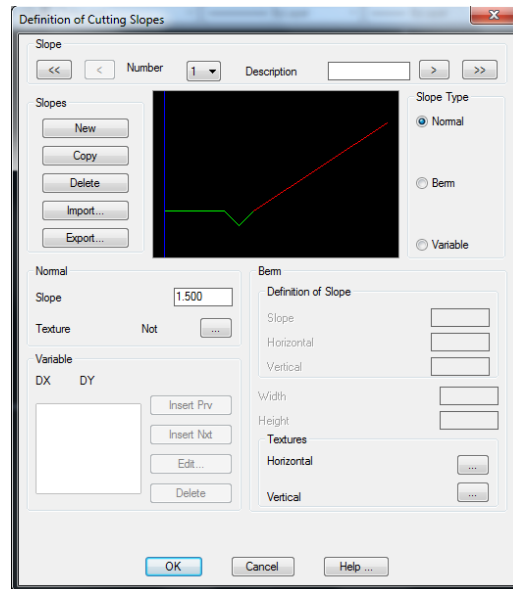 Definition of Cutting Slopes
Slope
<< < Number 1 Description > >>
Slopes
New
Copy
Delete
Import...
Export...
Slope Type
Normal
Berm
Variable
Normal
Slope 1.500
Texture Not ...
Variable
DX DY
Insert Prv
Insert Nxt
Edit...
Delete
Berm
Definition of Slope
Slope
Horizontal
Vertical
Width
Height
Textures
Horizontal ...
Vertical ...
OK Cancel Help ...